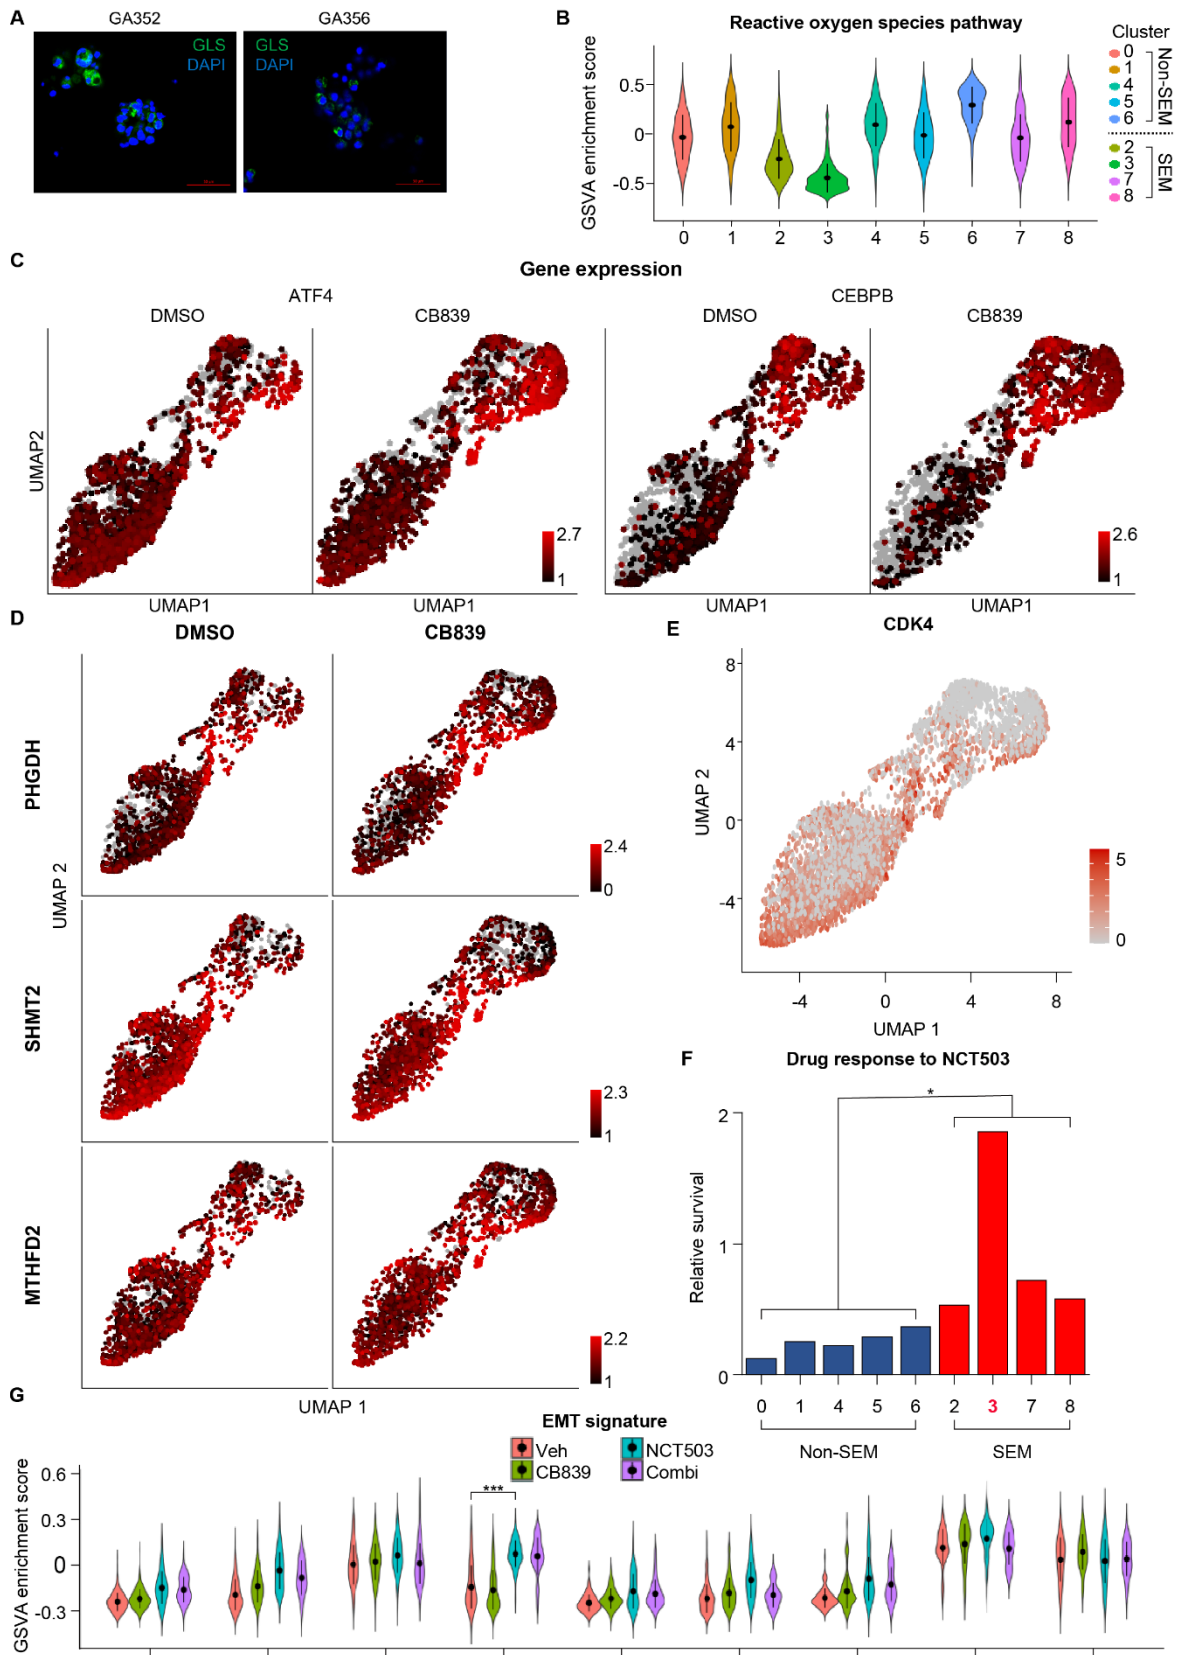 A
GA352
GA356
GLS
DAPI
GLS
DAPI
B
Reactive oxygen species pathway
GSVA enrichment score
0.5
0
-0.5
0 1 2 3 4 5 6 7 8
Cluster
0
1
4
5
6
Non-SEM
2
3
7
8
SEM
C
Gene expression
ATF4
CEBPB
DMSO
CB839
DMSO
CB839
UMAP2
2.7
1
2.6
1
UMAP1
UMAP1
UMAP1
UMAP1
D
DMSO
CB839
PHGDH
2.4
0
UMAP 2
SHMT2
2.3
1
MTHFD2
2.2
1
UMAP 1
E
CDK4
8
4
0
-4
UMAP 2
5
0
-4 0 4 8
UMAP 1
F
Drug response to NCT503
*
2
1
0
Relative survival
0 1 4 5 6 2 3 7 8
Non-SEM
SEM
G
EMT signature
Veh
NCT503
CB839
Combi
GSVA enrichment score
0.6
0.3
0
-0.3
***